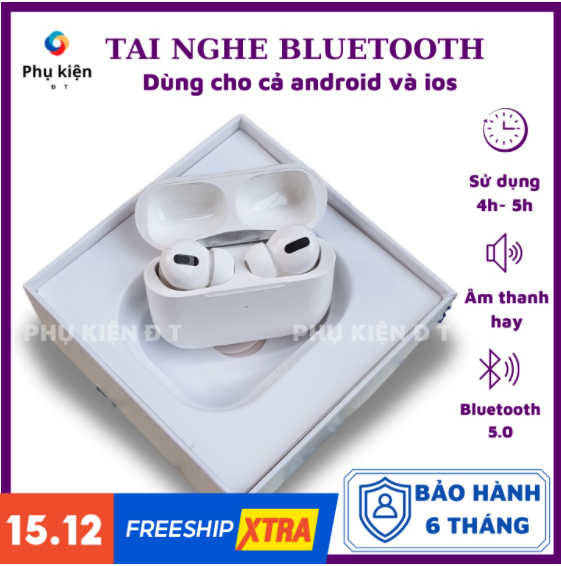 Phụ kiện
Đ T
TAI NGHE BLUETOOTH
Dùng cho cả android và ios
Sử dụng
4h- 5h
Âm thanh
hay
Bluetooth
5.0
PHỤ KIỆN Đ T
PHỤ KIỆN Đ T
15.12
FREESHIP XTRA
BẢO HÀNH
6 THÁNG